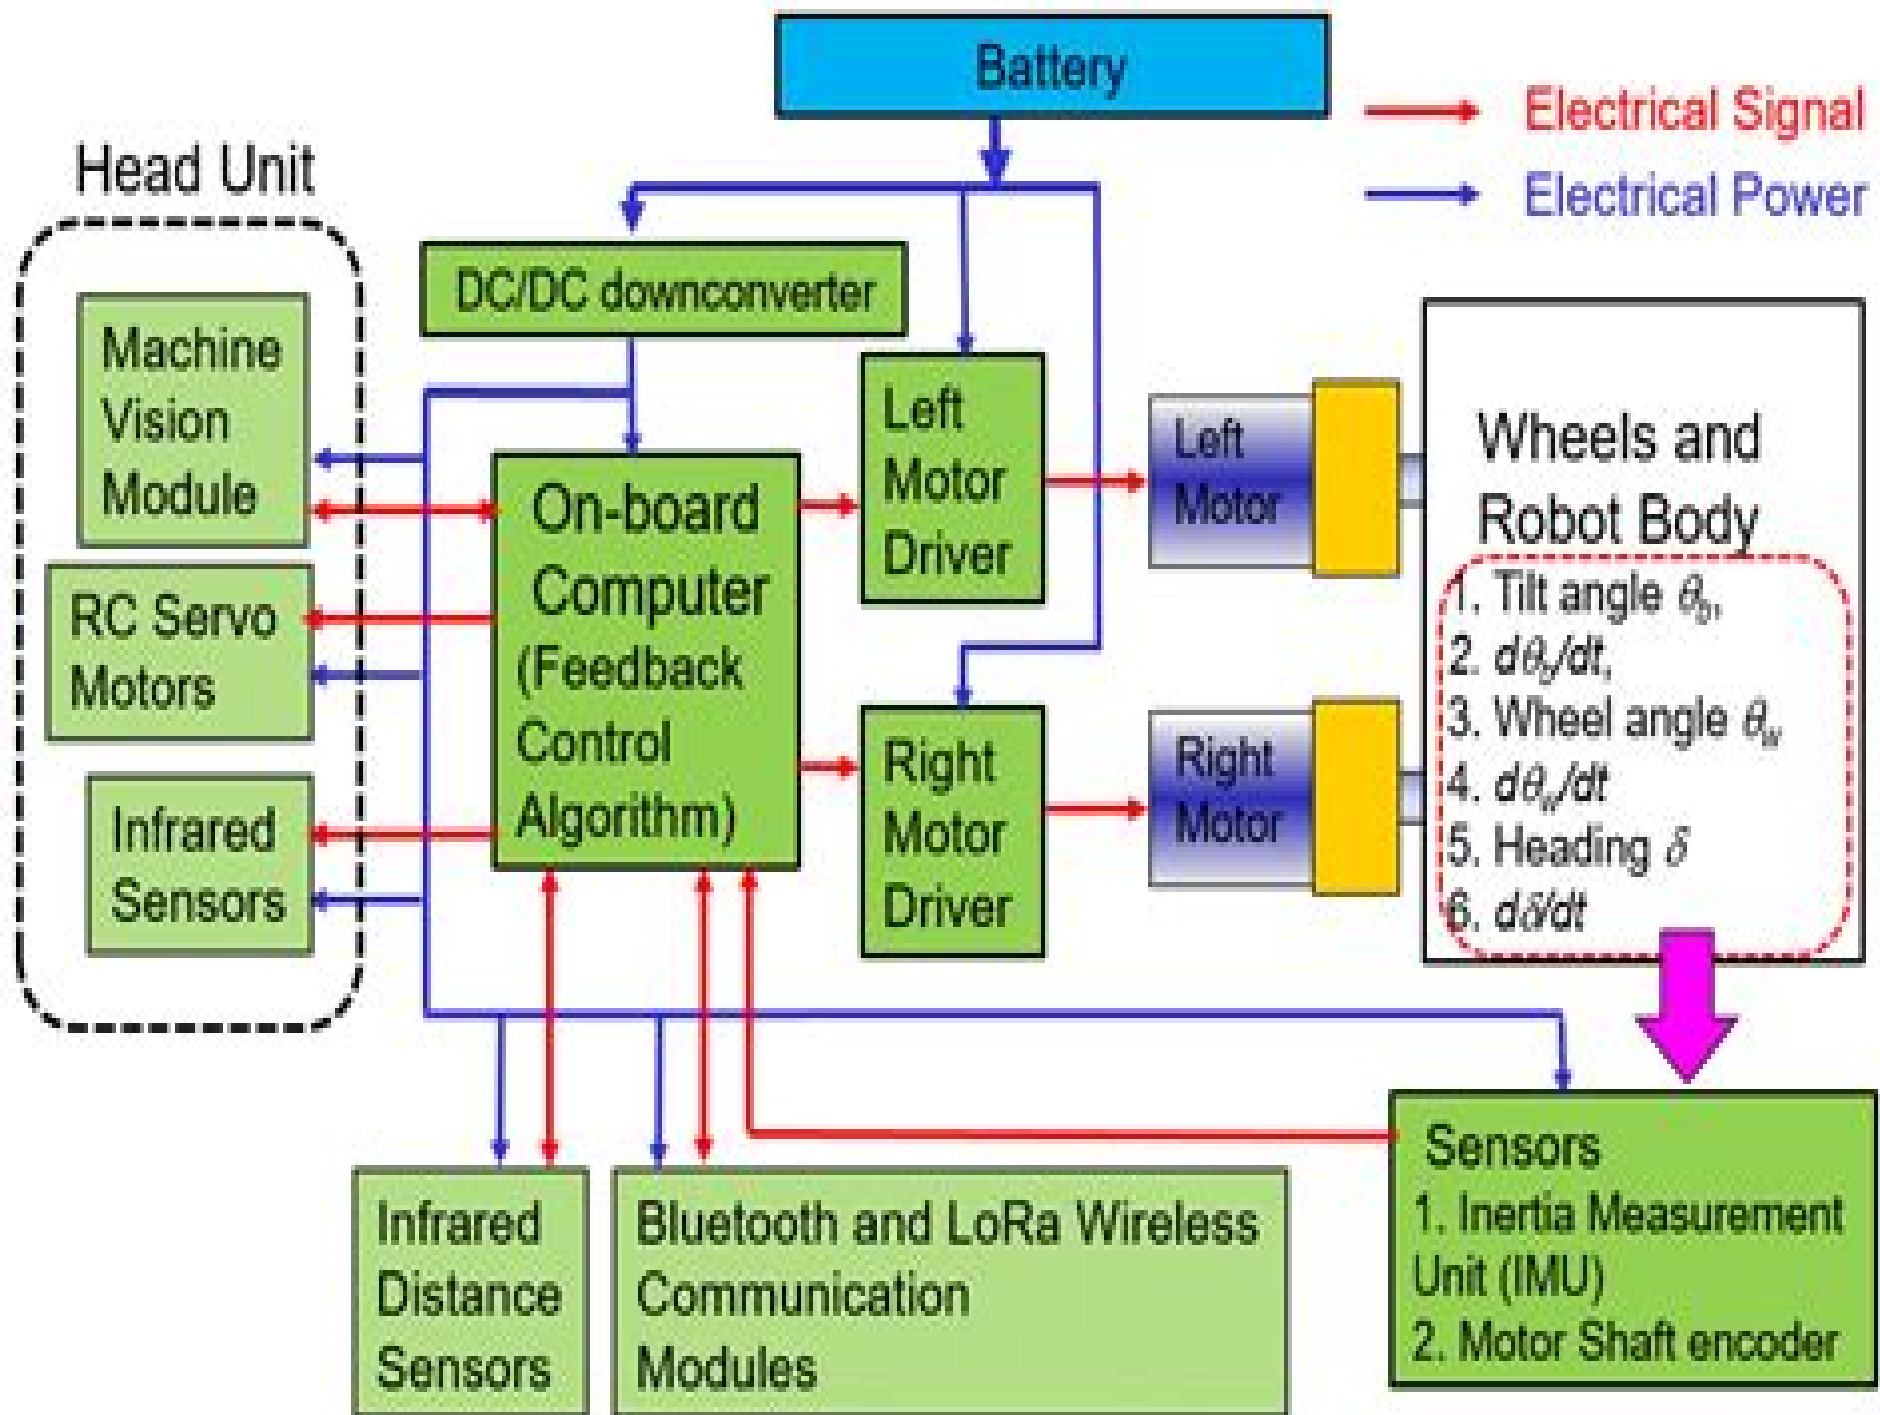 Battery
Electrical Signal
Electrical Power
Head Unit
DC/DC downconverter
Machine
Vision
Module
RC Servo
Motors
Infrared
Sensors
On-board
Computer
(Feedback
Control
Algorithm)
Left
Motor
Driver
Right
Motor
Driver
Left
Motor
Right
Motor
Wheels and
Robot Body
1. Tilt angle θ₀,
2. dθ₀/dt,
3. Wheel angle θw
4. dθw/dt
5. Heading δ
6. dδ/dt
Infrared
Distance
Sensors
Bluetooth and LoRa Wireless
Communication
Modules
Sensors
1. Inertia Measurement
Unit (IMU)
2. Motor Shaft encoder